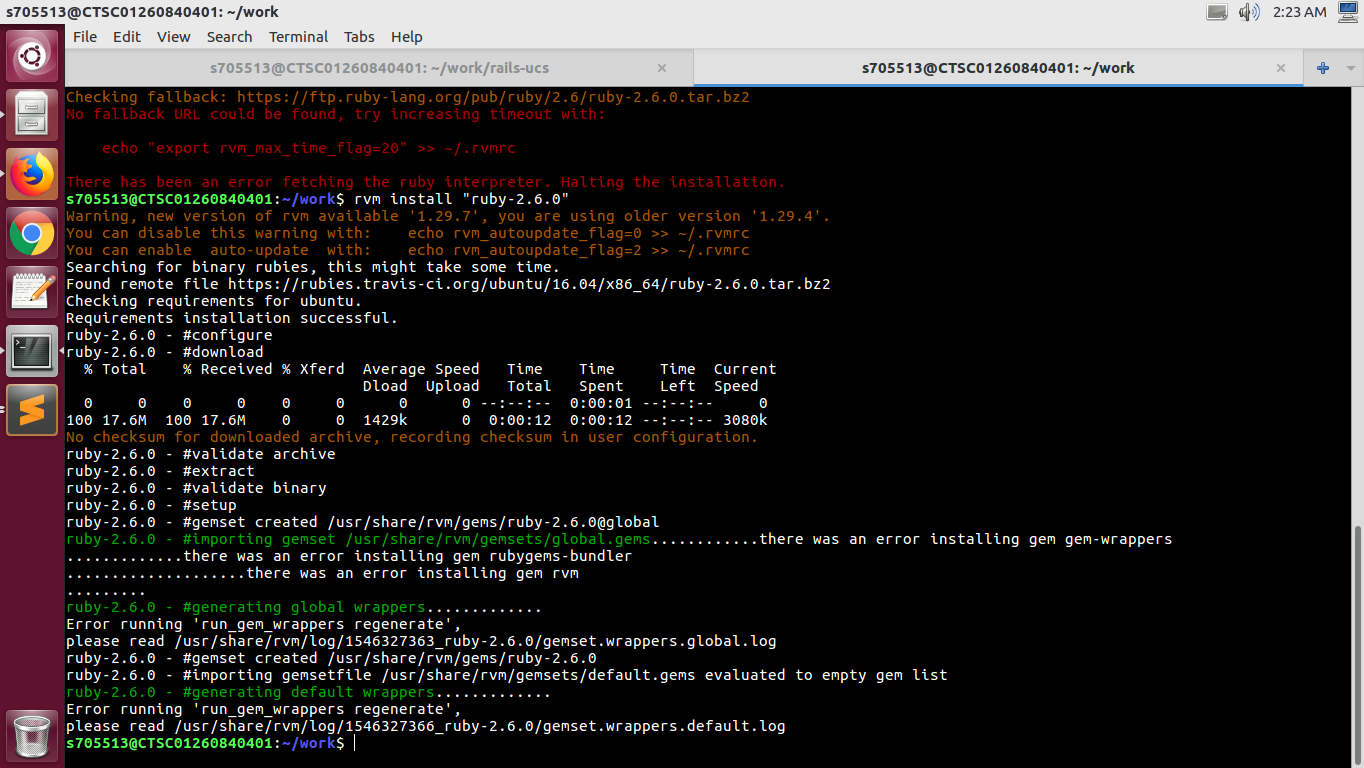 s705513@CTSC01260840401: ~/work
2:23 AM
File Edit View Search Terminal Tabs Help
s705513@CTSC01260840401: ~/work/rails-ucs × s705513@CTSC01260840401: ~/work ×
Checking fallback: https://ftp.ruby-lang.org/pub/ruby/2.6/ruby-2.6.0.tar.bz2
No fallback URL could be found, try increasing timeout with:
    echo "export rvm_max_time_flag=20" >> ~/.rvmrc
There has been an error fetching the ruby interpreter. Halting the installation.
s705513@CTSC01260840401:~/work$ rvm install "ruby-2.6.0"
Warning, new version of rvm available '1.29.7', you are using older version '1.29.4'.
You can disable this warning with:    echo rvm_autoupdate_flag=0 >> ~/.rvmrc
You can enable  auto-update  with:    echo rvm_autoupdate_flag=2 >> ~/.rvmrc
Searching for binary rubies, this might take some time.
Found remote file https://rubies.travis-ci.org/ubuntu/16.04/x86_64/ruby-2.6.0.tar.bz2
Checking requirements for ubuntu.
Requirements installation successful.
ruby-2.6.0 - #configure
ruby-2.6.0 - #download
  % Total    % Received % Xferd  Average Speed   Time    Time     Time  Current
                                 Dload  Upload   Total   Spent    Left  Speed
  0     0    0     0    0     0      0      0 --:--:--  0:00:01 --:--:--     0
100 17.6M  100 17.6M    0     0  1429k      0  0:00:12  0:00:12 --:--:-- 3080k
No checksum for downloaded archive, recording checksum in user configuration.
ruby-2.6.0 - #validate archive
ruby-2.6.0 - #extract
ruby-2.6.0 - #validate binary
ruby-2.6.0 - #setup
ruby-2.6.0 - #gemset created /usr/share/rvm/gems/ruby-2.6.0@global
ruby-2.6.0 - #importing gemset /usr/share/rvm/gemsets/global.gems............there was an error installing gem gem-wrappers
.............there was an error installing gem rubygems-bundler
....................there was an error installing gem rvm
.........
ruby-2.6.0 - #generating global wrappers.............
Error running 'run_gem_wrappers regenerate',
please read /usr/share/rvm/log/1546327363_ruby-2.6.0/gemset.wrappers.global.log
ruby-2.6.0 - #gemset created /usr/share/rvm/gems/ruby-2.6.0
ruby-2.6.0 - #importing gemsetfile /usr/share/rvm/gemsets/default.gems evaluated to empty gem list
ruby-2.6.0 - #generating default wrappers.............
Error running 'run_gem_wrappers regenerate',
please read /usr/share/rvm/log/1546327366_ruby-2.6.0/gemset.wrappers.default.log
s705513@CTSC01260840401:~/work$